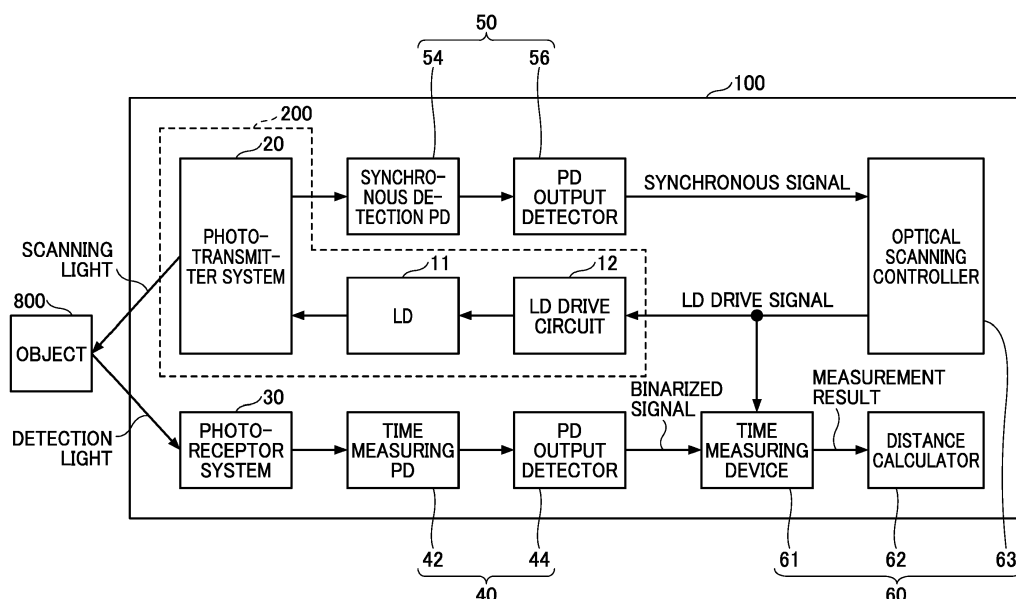 50
54
56
100
200
20
SYNCHRO-
NOUS DE-
TECTION PD
PD
OUTPUT
DETECTOR
SYNCHRONOUS SIGNAL
PHOTO-
TRANSMIT-
TER SYSTEM
OPTICAL
SCANNING
CONTROLLER
SCANNING
LIGHT
11
LD
12
LD DRIVE
CIRCUIT
LD DRIVE SIGNAL
800
OBJECT
DETECTION
LIGHT
30
PHOTO-
RECEPTOR
SYSTEM
TIME
MEASURING
PD
PD
OUTPUT
DETECTOR
BINARIZED
SIGNAL
TIME
MEASURING
DEVICE
MEASUREMENT
RESULT
DISTANCE
CALCULATOR
42
44
40
61
62
63
60